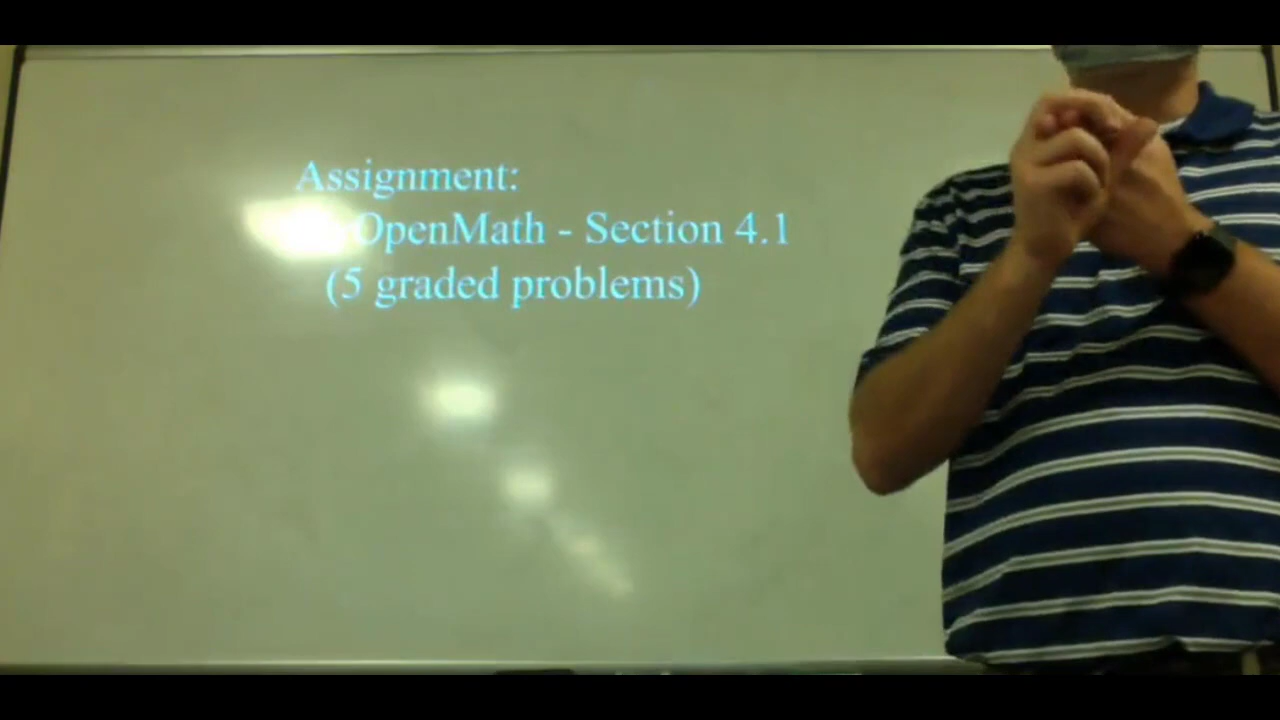 Assignment:
OpenMath - Section 4.1
(5 graded problems)